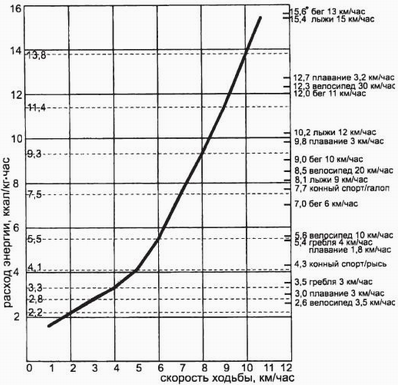 расход энергии, ккал/кг·час
16
14
13,8
12
11,4
10
9,3
8
7,5
6
5,5
4,1
4
3,3
2,8
2,2
2
0 1 2 3 4 5 6 7 8 9 10 11 12
скорость ходьбы, км/час
15,6* бег 13 км/час
15,4 лыжи 15 км/час
12,7 плавание 3,2 км/час
12,3 велосипед 30 км/час
12,0 бег 11 км/час
10,2 лыжи 12 км/час
9,8 плавание 3 км/час
9,0 бег 10 км/час
8,5 велосипед 20 км/час
8,1 лыжи 9 км/час
7,7 конный спорт/галоп
7,0 бег 6 км/час
5,6 велосипед 10 км/час
5,4 гребля 4 км/час
плавание 1,8 км/час
4,3 конный спорт/рысь
3,5 гребля 3 км/час
3,0 плавание 3 км/час
2,6 велосипед 3,5 км/час